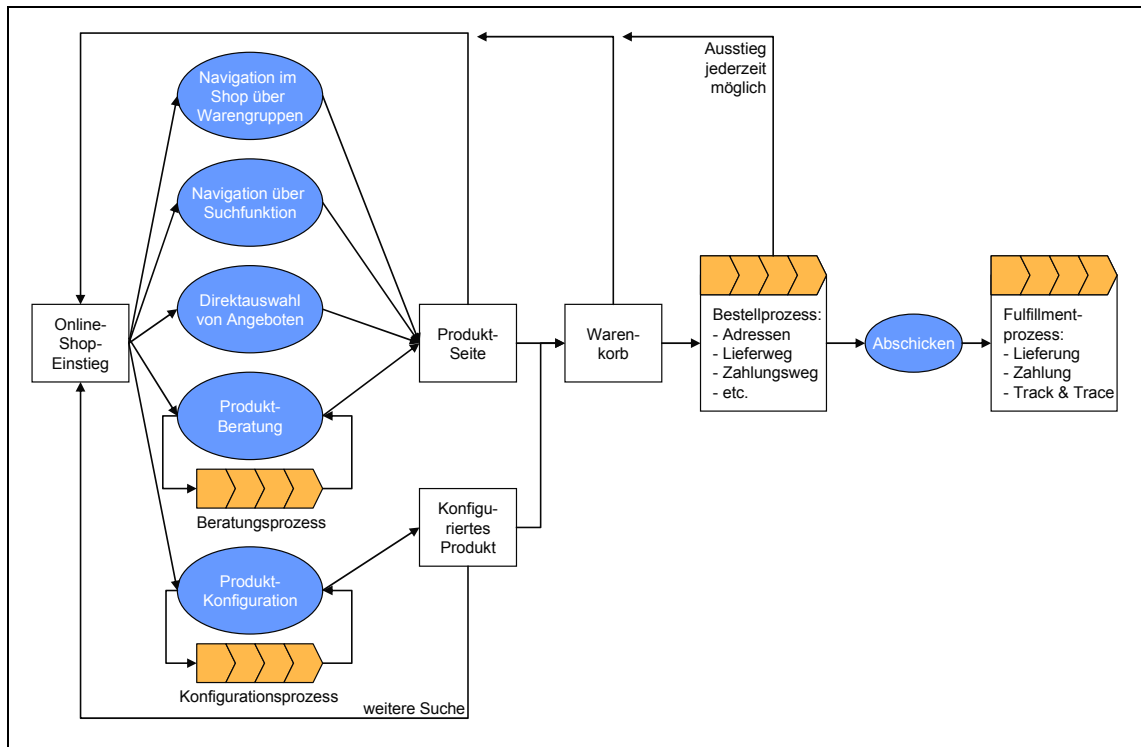 Navigation im
Shop über
Warengruppen
Ausstieg
jederzeit
möglich
Navigation über
Suchfunktion
Direktauswahl
von Angeboten
Online-
Shop-
Einstieg
Produkt-
Seite
Waren-
korb
Bestellprozess:
- Adressen
- Lieferweg
- Zahlungsweg
- etc.
Abschicken
Fulfillment-
prozess:
- Lieferung
- Zahlung
- Track & Trace
Produkt-
Beratung
Beratungsprozess
Konfigu-
riertes
Produkt
Produkt-
Konfiguration
Konfigurationsprozess
weitere Suche